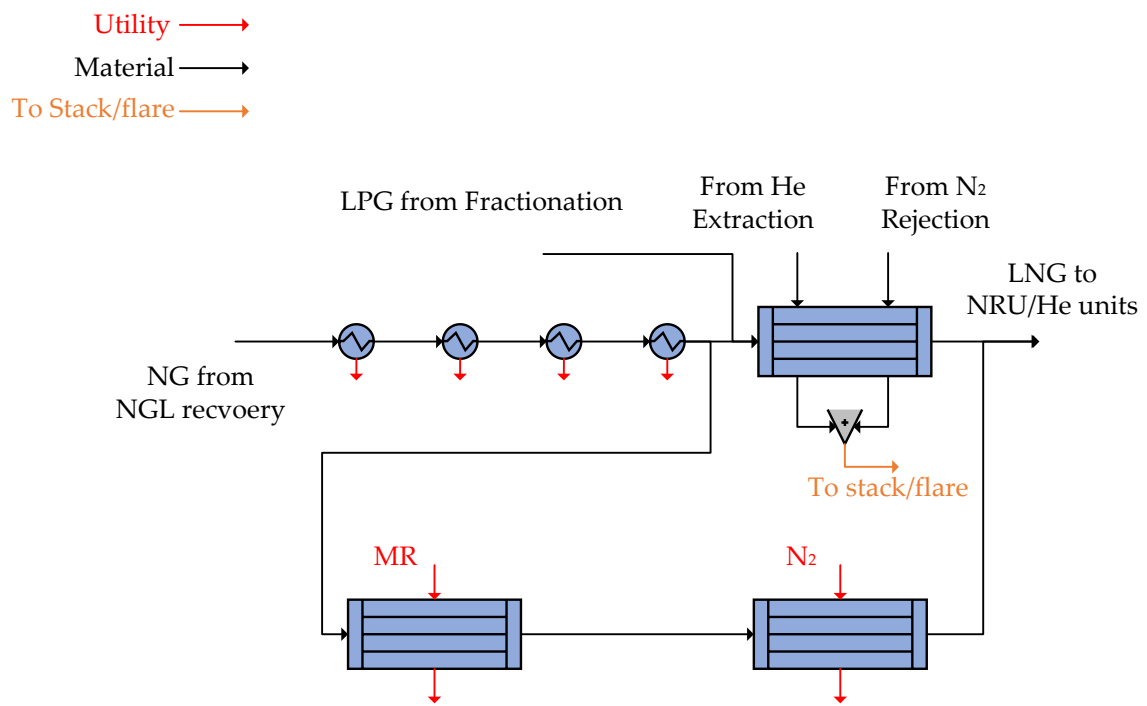 Utility
Material
To Stack/flare
LPG from Fractionation
From He
Extraction
From N₂
Rejection
LNG to
NRU/He units
NG from
NGL recvoery
+
To stack/flare
MR
N₂